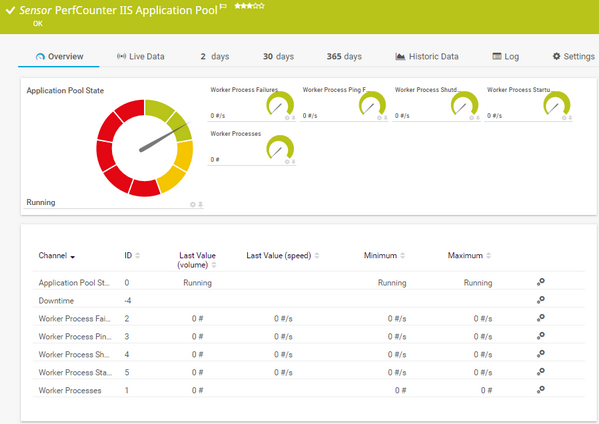 Sensor PerfCounter IIS Application Pool
OK
Overview
Live Data
2 days
30 days
365 days
Historic Data
Log
Settings
Application Pool State
Running
Worker Process Failures
0 #/s
Worker Process Ping F...
0 #/s
Worker Process Shutd...
0 #/s
Worker Process Startu...
0 #/s
Worker Processes
0 #
Channel ID Last Value (volume) Last Value (speed) Minimum Maximum
Application Pool St... 0 Running Running Running
Downtime -4
Worker Process Fai... 2 0 # 0 #/s 0 #/s 0 #/s
Worker Process Pin... 3 0 # 0 #/s 0 #/s 0 #/s
Worker Process Sh... 4 0 # 0 #/s 0 #/s 0 #/s
Worker Process Sta... 5 0 # 0 #/s 0 #/s 0 #/s
Worker Processes 1 0 # 0 # 0 #